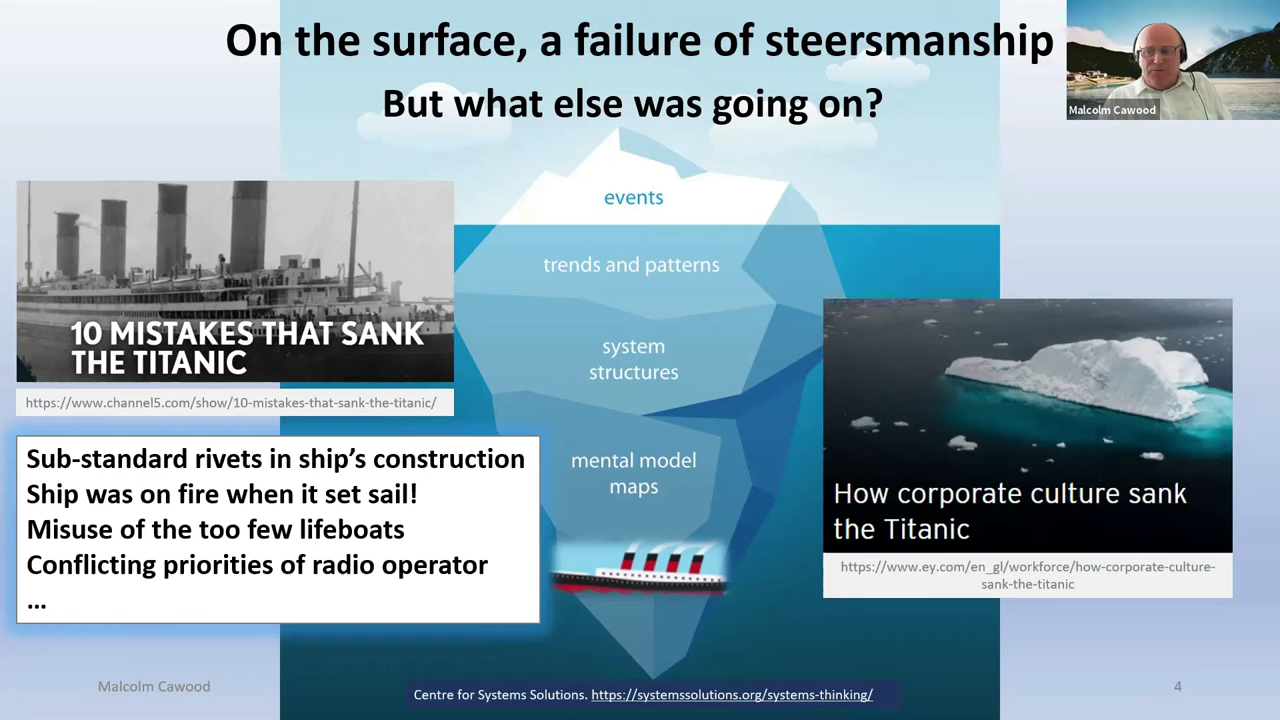 On the surface, a failure of steersmanship
But what else was going on?
Malcolm Cawood
events
trends and patterns
system
structures
mental model
maps
10 MISTAKES THAT SANK
THE TITANIC
https://www.channel5.com/show/10-mistakes-that-sank-the-titanic/
Sub-standard rivets in ship's construction
Ship was on fire when it set sail!
Misuse of the too few lifeboats
Conflicting priorities of radio operator
...
How corporate culture sank
the Titanic
https://www.ey.com/en_gl/workforce/how-corporate-culture-
sank-the-titanic
Malcolm Cawood
Centre for Systems Solutions. https://systemssolutions.org/systems-thinking/
4